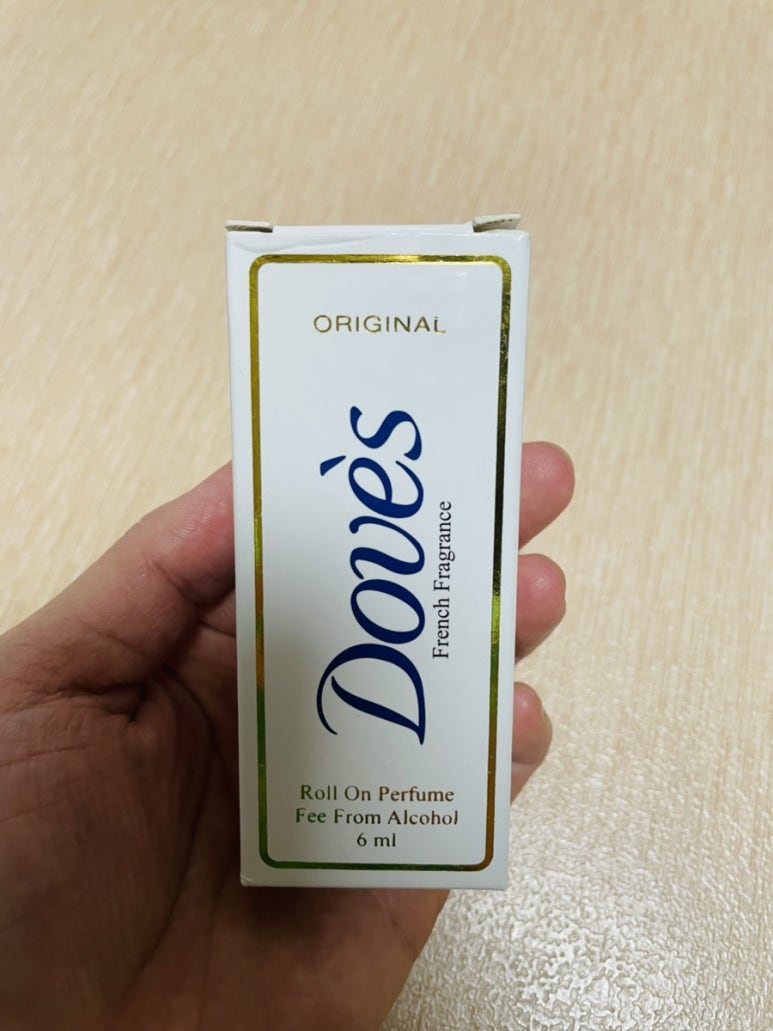 ORIGINAL
Dovès
French Fragrance
Roll On Perfume
Fee From Alcohol
6 ml